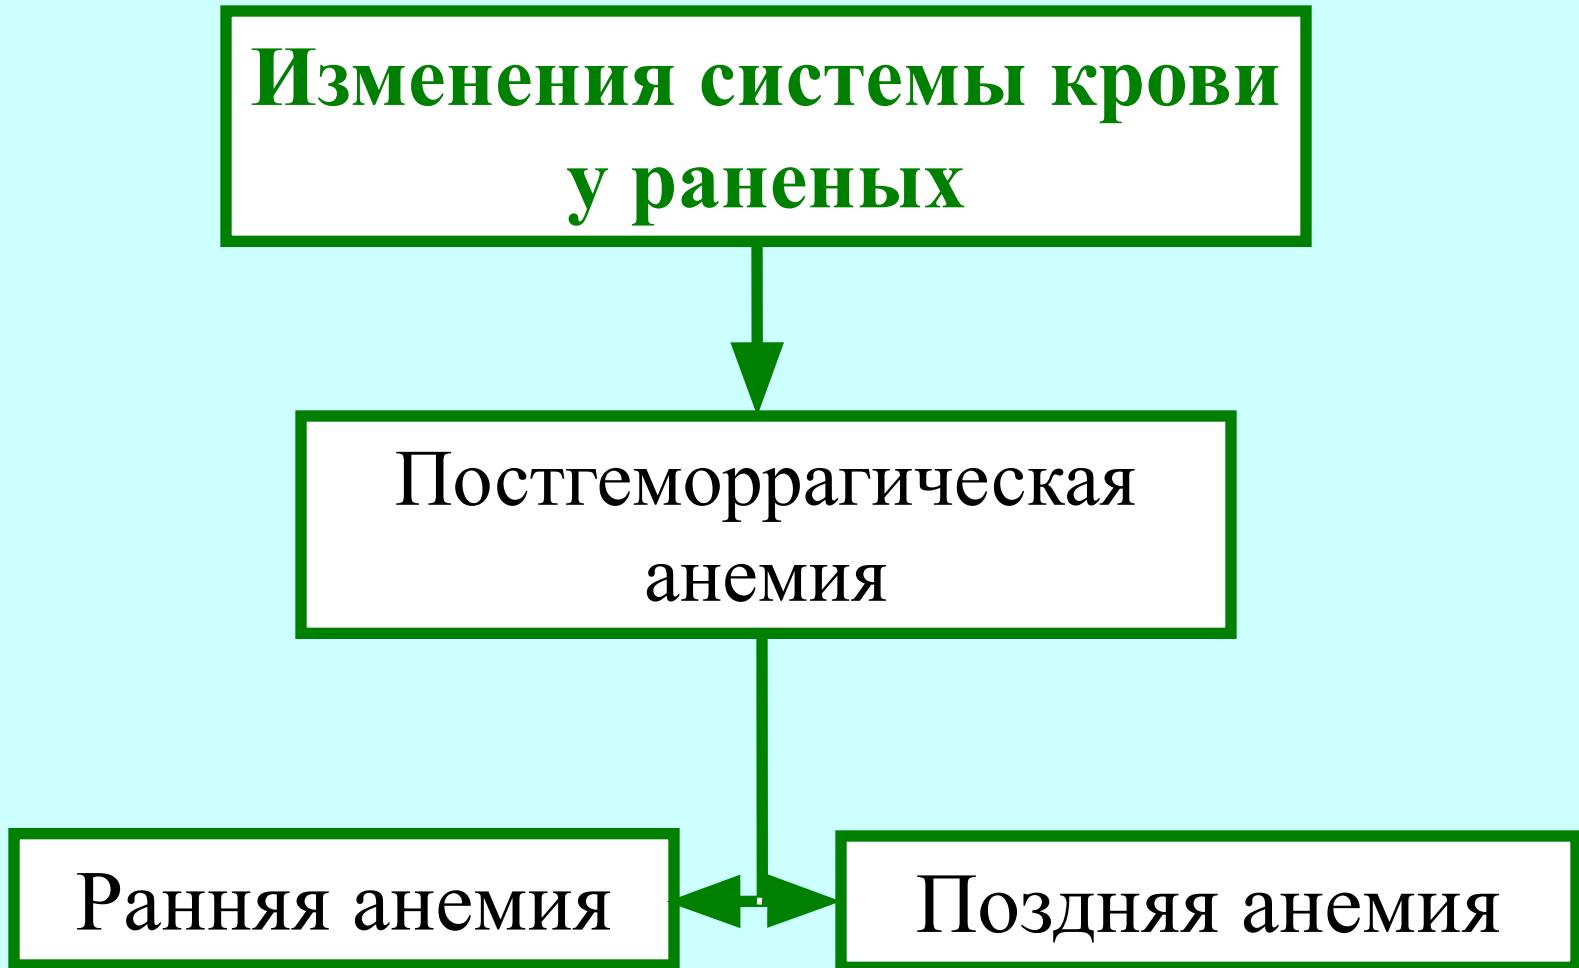 Изменения системы крови
у раненых
Постгеморрагическая
анемия
Ранняя анемия
Поздняя анемия